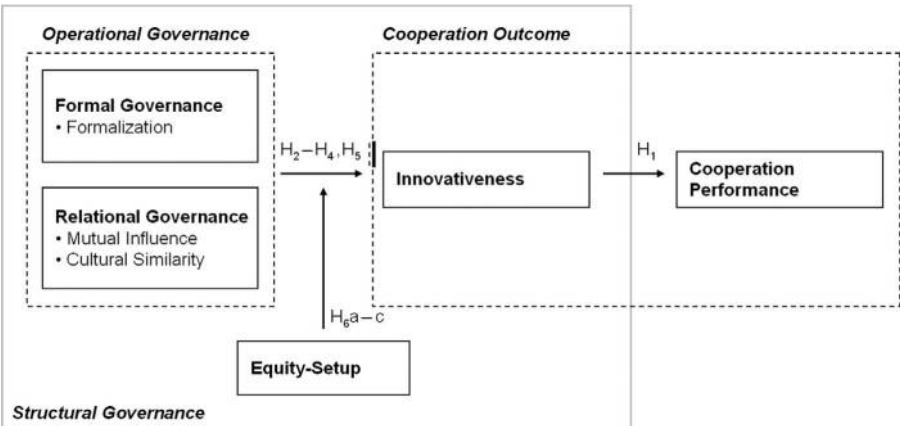 Operational Governance
Cooperation Outcome
Formal Governance
• Formalization
H₂–H₄, H₅
H₁
Innovativeness
Cooperation
Performance
Relational Governance
• Mutual Influence
• Cultural Similarity
H₆a–c
Equity-Setup
Structural Governance